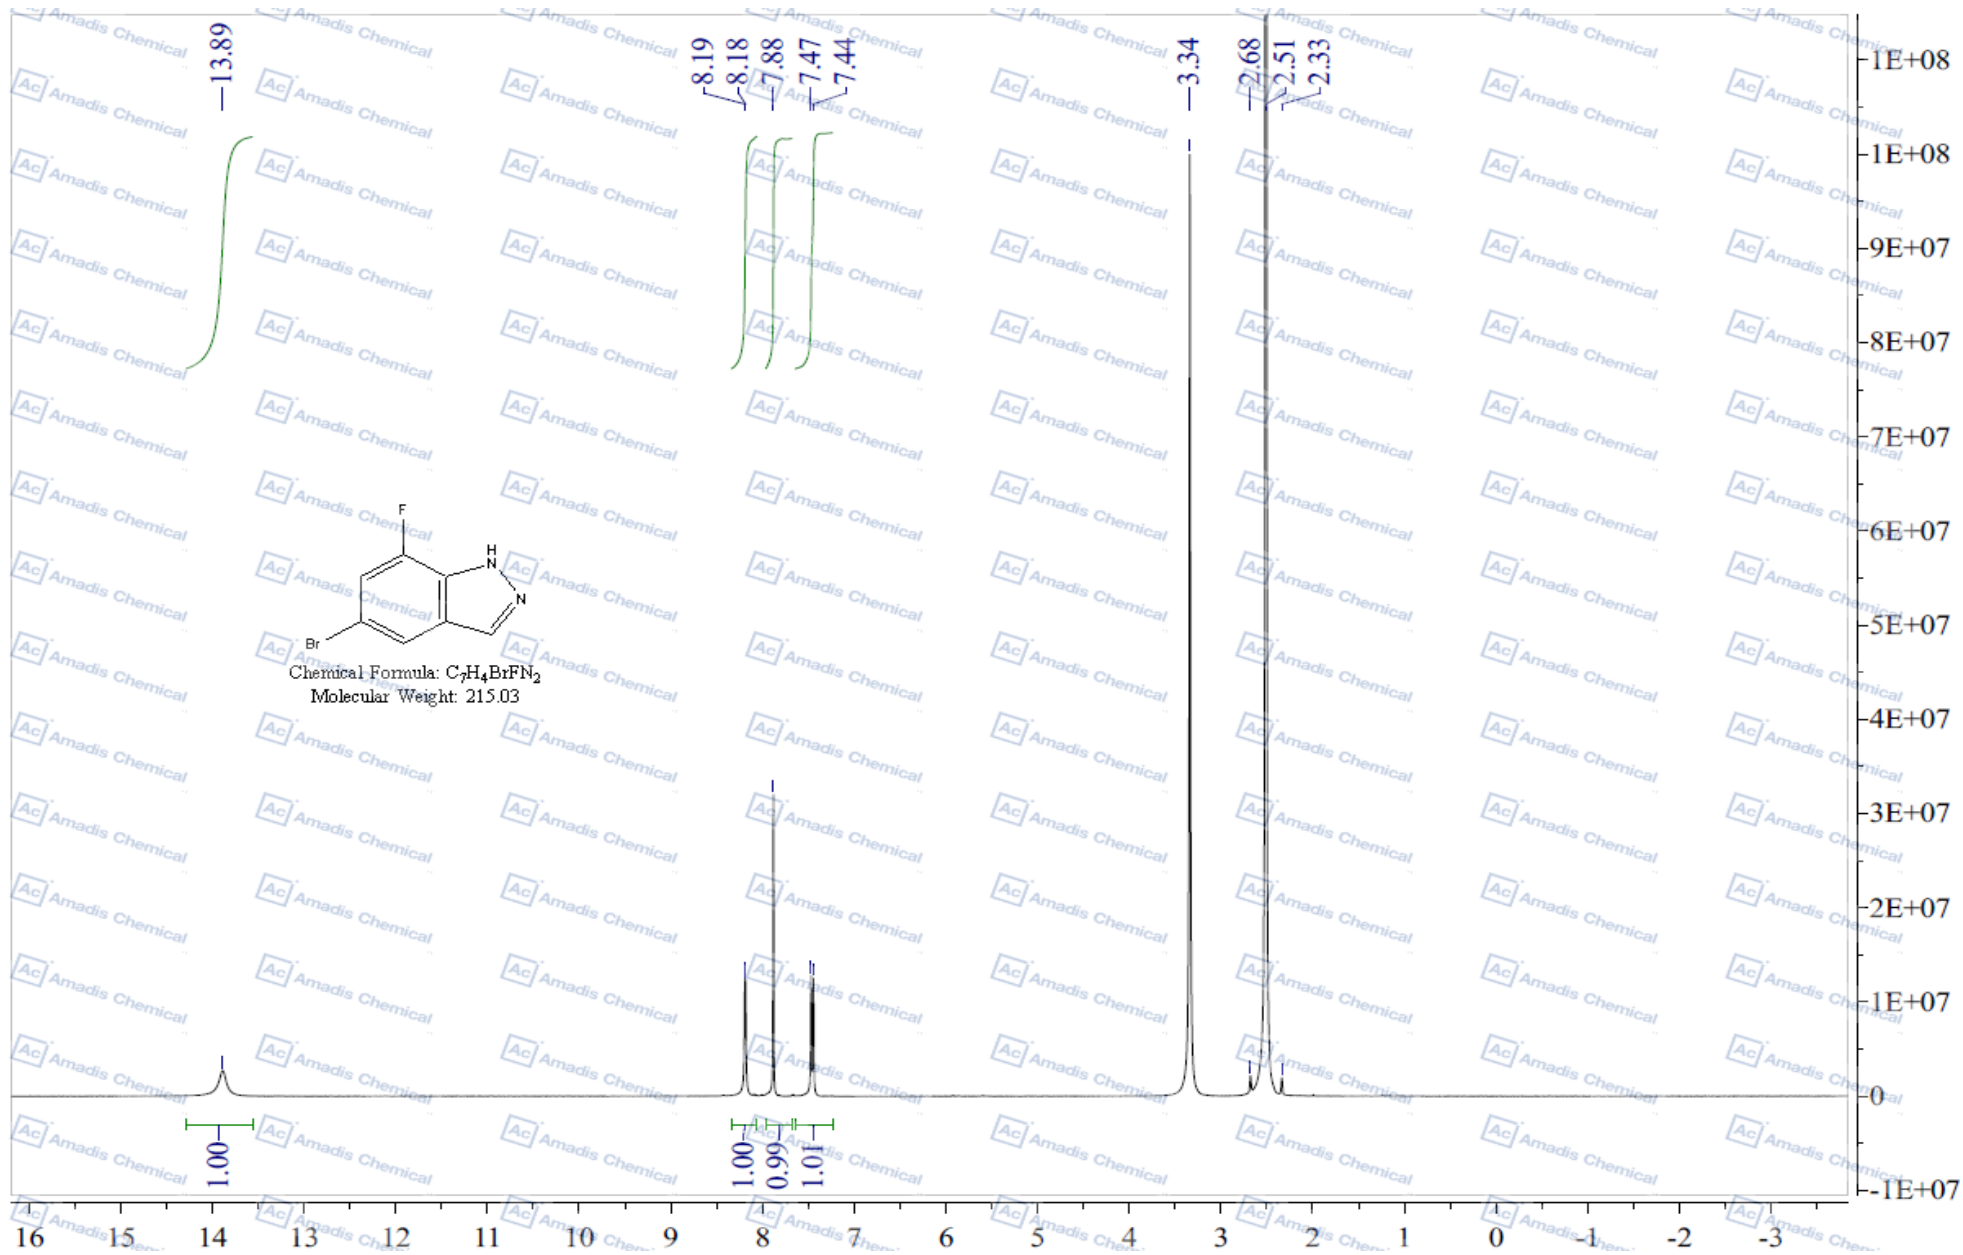 13.89
8.19
8.18
7.88
7.47
7.44
3.34
2.68
2.51
2.33
1E+08
1E+08
9E+07
8E+07
7E+07
6E+07
5E+07
4E+07
3E+07
2E+07
1E+07
0
-1E+07
F
H
N
N
Br
Chemical Formula: C7H4BrFN2
Molecular Weight: 215.03
1.00
1.00
0.99
1.01
16 15 14 13 12 11 10 9 8 7 6 5 4 3 2 1 0 -1 -2 -3
Ac Amadis Chemical